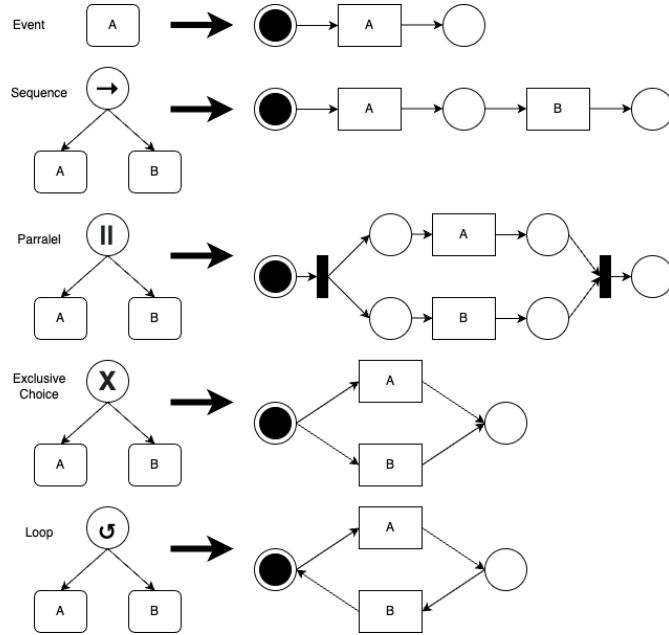 Event
A
A
Sequence
→
A
B
A
B
Parralel
||
A
B
A
B
Exclusive
Choice
X
A
B
A
B
Loop
↺
A
B
A
B